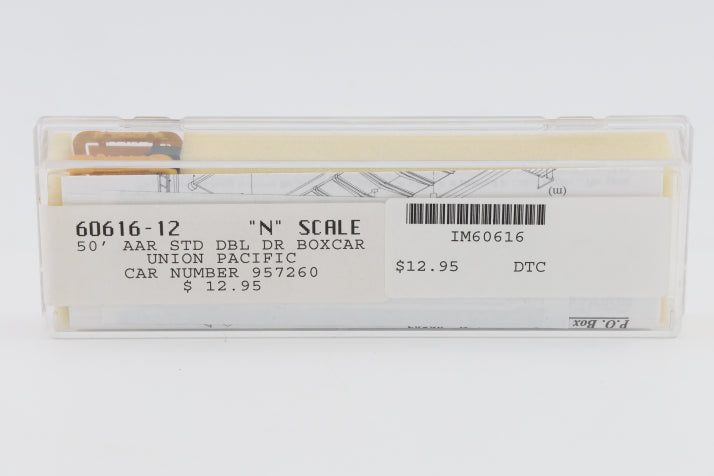 60616-12 "N" SCALE
50' AAR STD DBL DR BOXCAR
UNION PACIFIC
CAR NUMBER 957260
$ 12.95
IM60616
$12.95 DTC
(m)
P.O. Box